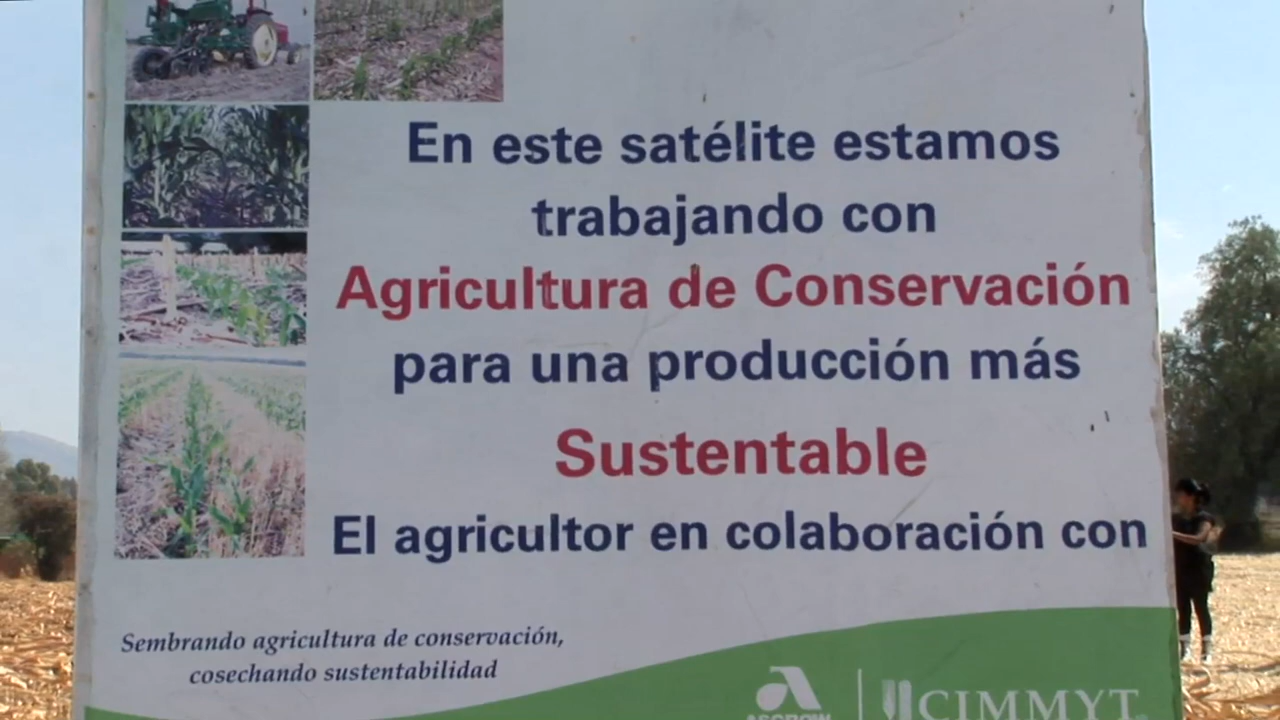 En este satélite estamos
trabajando con
Agricultura de Conservación
para una producción más
Sustentable
El agricultor en colaboración con
Sembrando agricultura de conservación,
cosechando sustentabilidad
ASGROW
CIMMYT